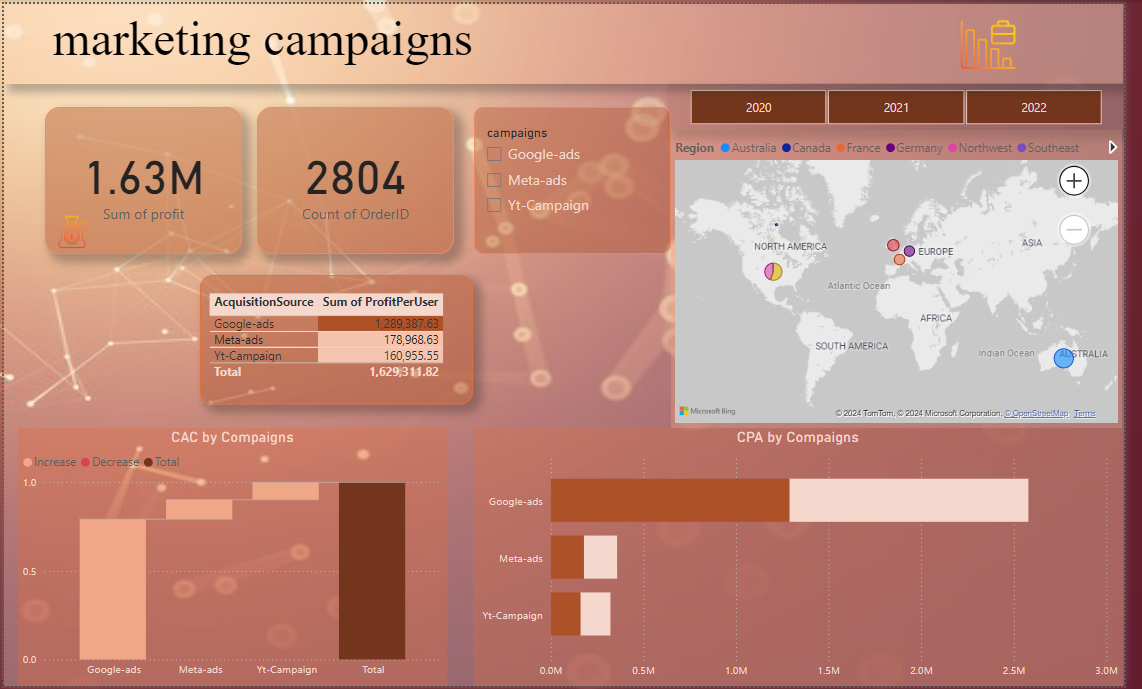 marketing campaigns
2020 2021 2022
1.63M
Sum of profit
2804
Count of OrderID
campaigns
Google-ads
Meta-ads
Yt-Campaign
Region Australia Canada France Germany Northwest Southeast
NORTH AMERICA
EUROPE
ASIA
Atlantic Ocean
AFRICA
SOUTH AMERICA
Indian Ocean
AUSTRALIA
Microsoft Bing
© 2024 TomTom, © 2024 Microsoft Corporation, © OpenStreetMap Terms
AcquisitionSource Sum of ProfitPerUser
Google-ads 1,289,387.63
Meta-ads 178,968.63
Yt-Campaign 160,955.55
Total 1,629,311.82
CAC by Compaigns
Increase Decrease Total
1.0
0.5
0.0
Google-ads Meta-ads Yt-Campaign Total
CPA by Compaigns
Google-ads
Meta-ads
Yt-Campaign
0.0M 0.5M 1.0M 1.5M 2.0M 2.5M 3.0M